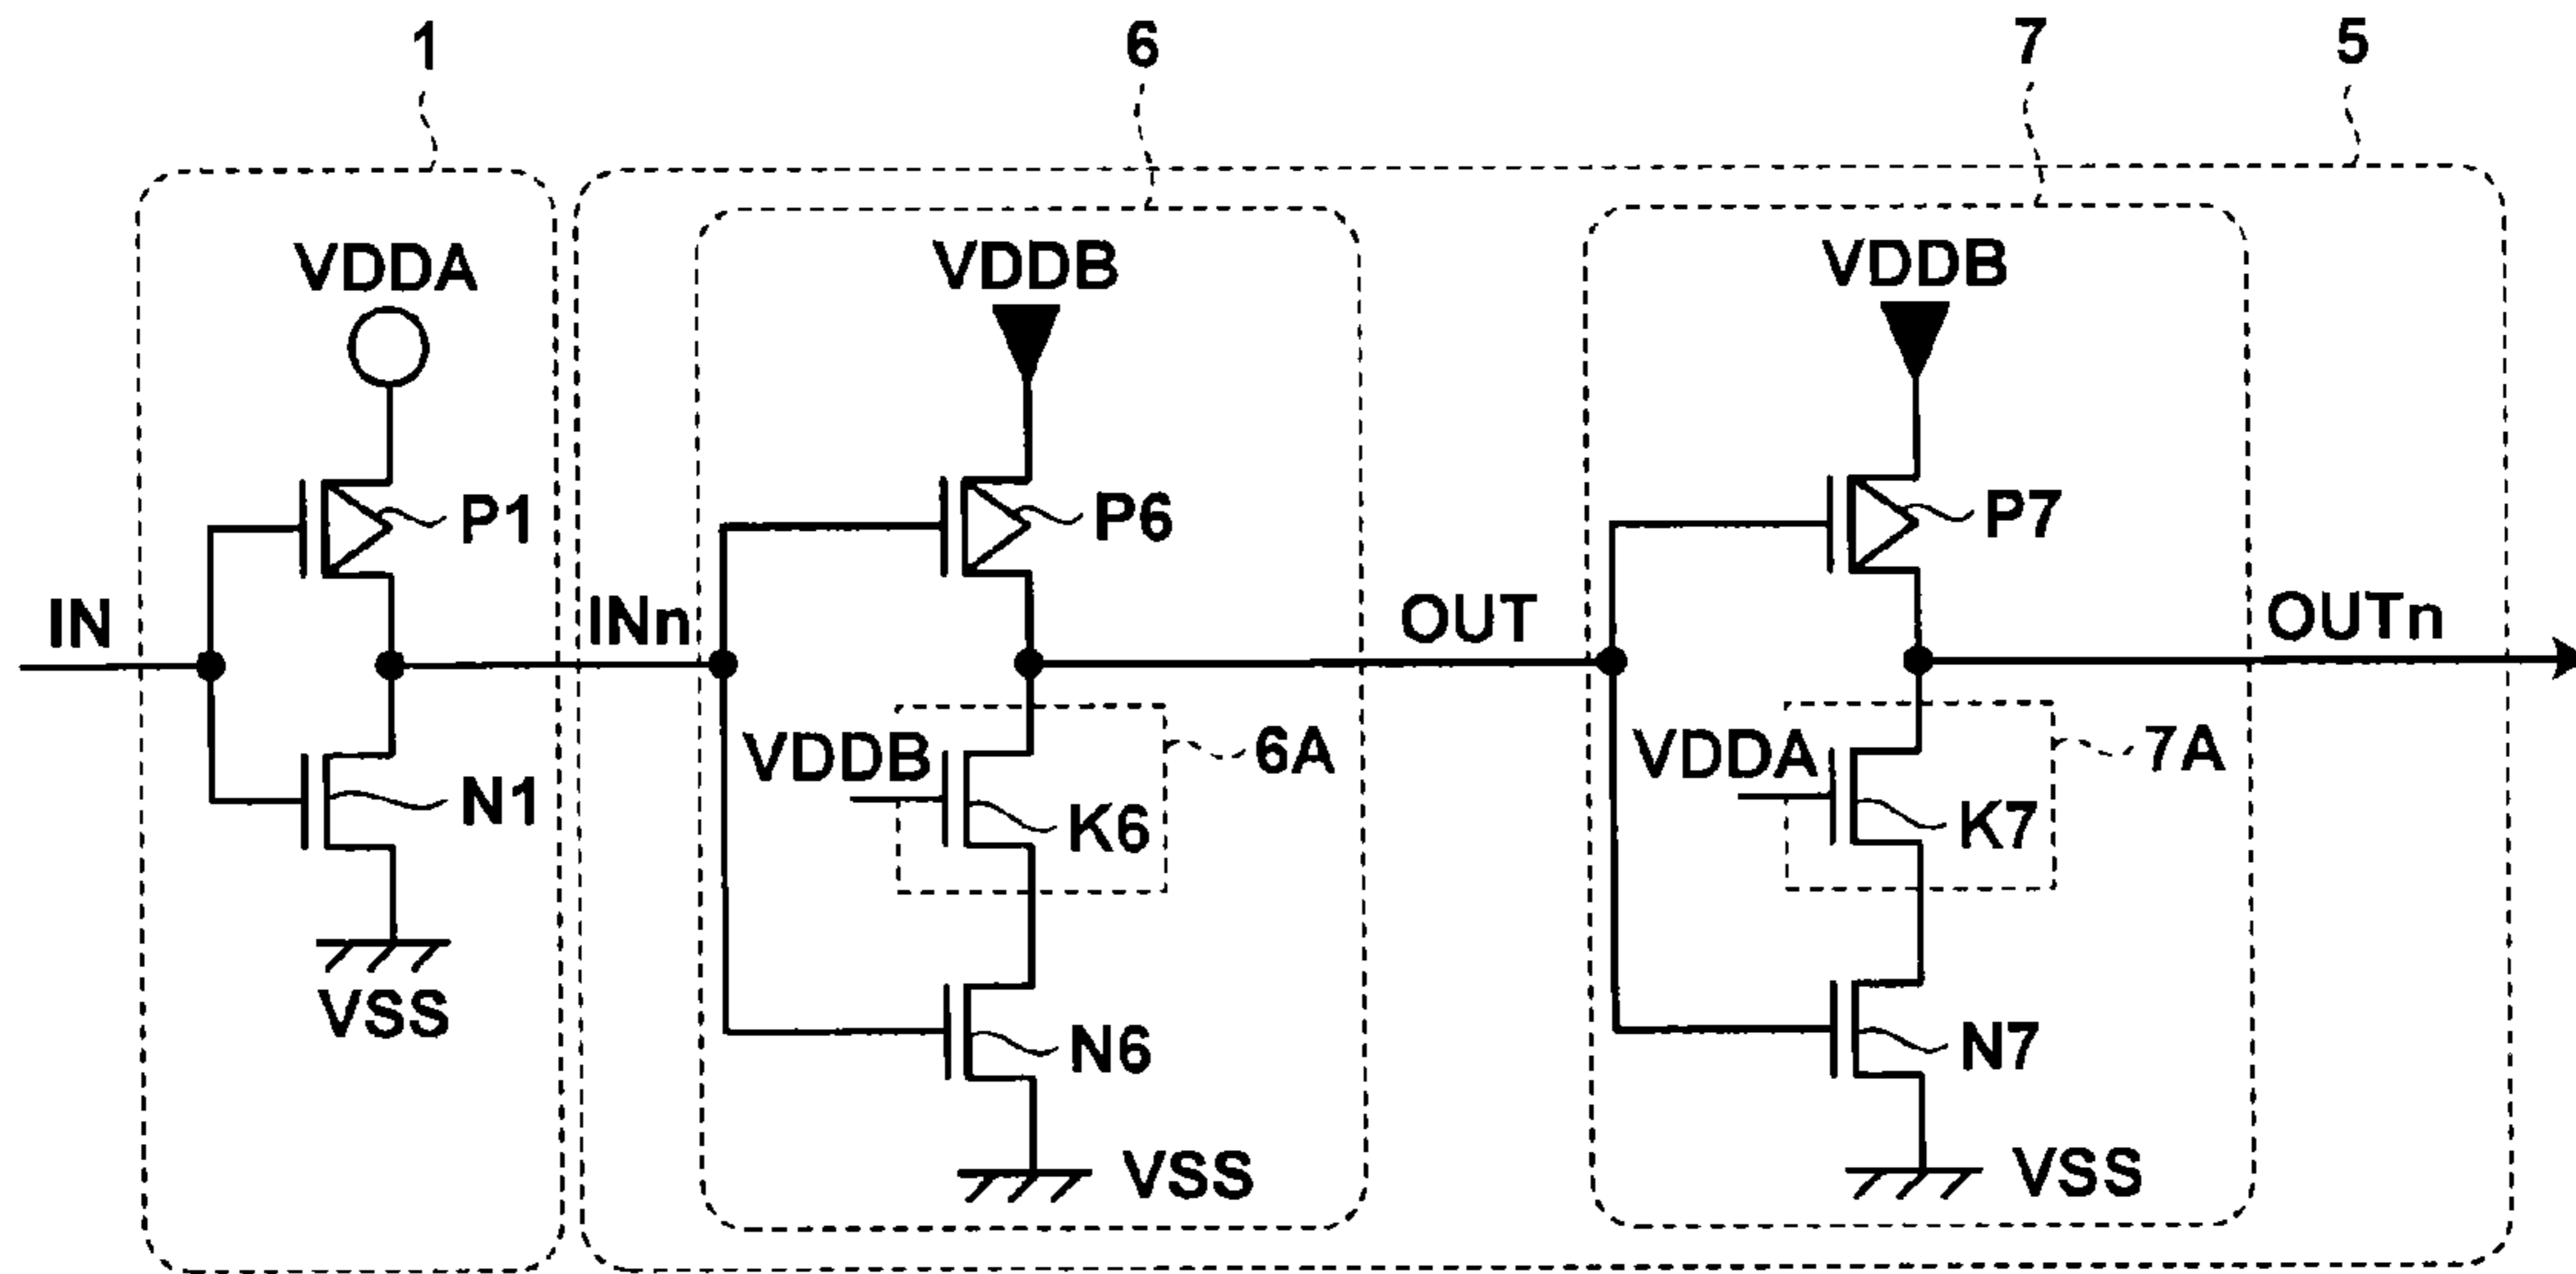 1
6
7
5
VDDA
VDDB
VDDB
P1
P6
P7
IN
INn
OUT
OUTn
VDDB
6A
VDDA
7A
N1
K6
K7
VSS
N6
N7
VSS
VSS